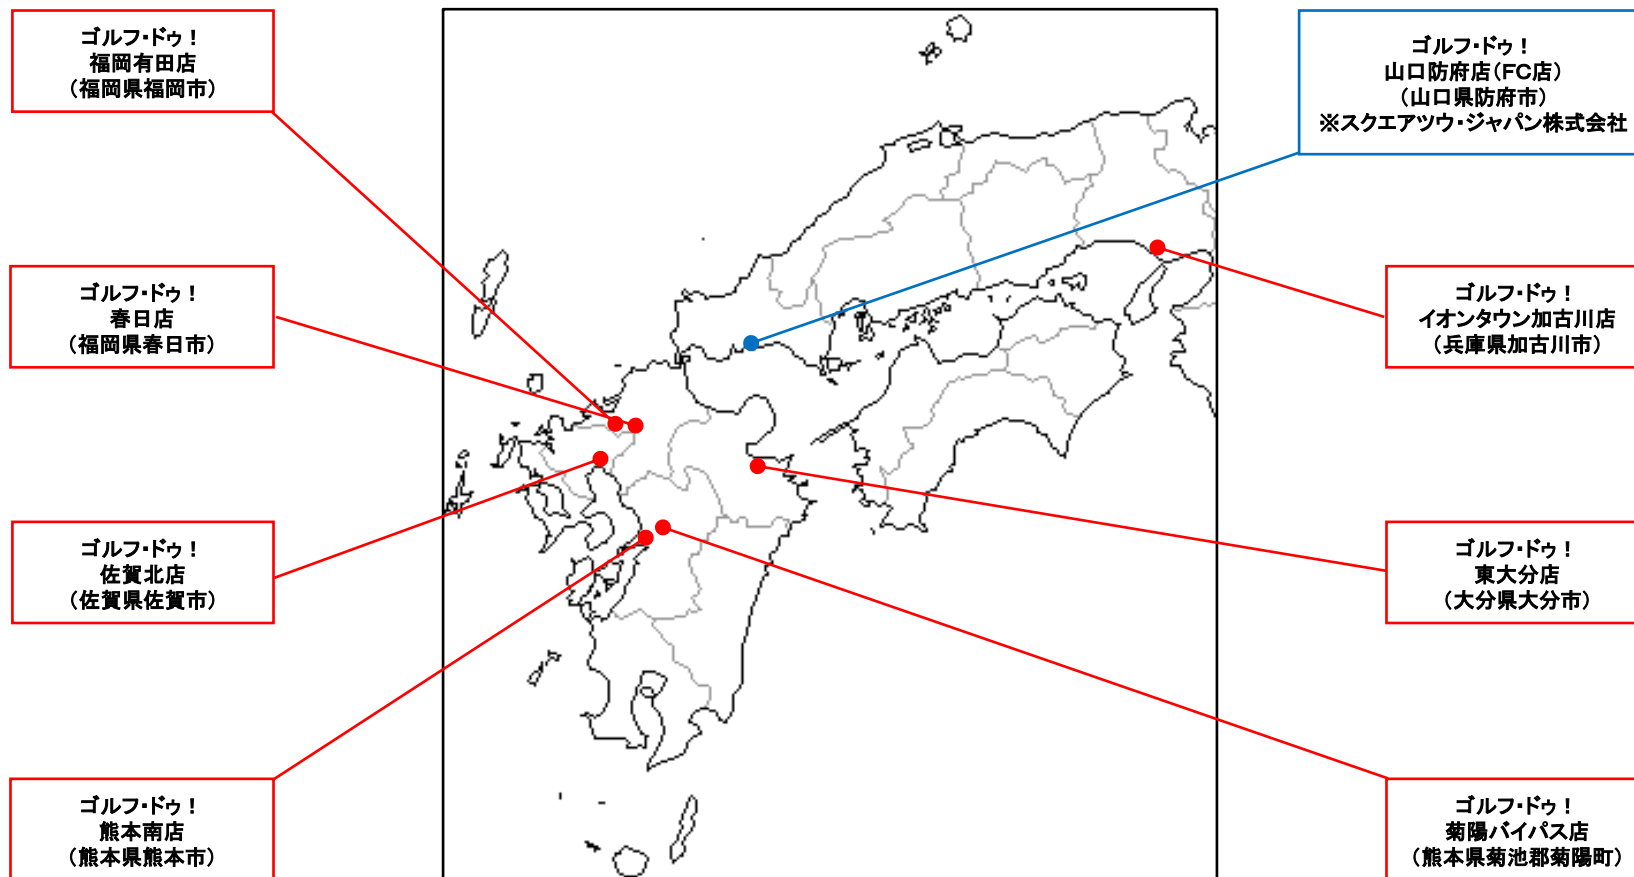 ゴルフ・ドゥ！
福岡有田店
（福岡県福岡市）
ゴルフ・ドゥ！
春日店
（福岡県春日市）
ゴルフ・ドゥ！
佐賀北店
（佐賀県佐賀市）
ゴルフ・ドゥ！
熊本南店
（熊本県熊本市）
ゴルフ・ドゥ！
山口防府店（FC店）
（山口県防府市）
※スクエアツウ・ジャパン株式会社
ゴルフ・ドゥ！
イオンタウン加古川店
（兵庫県加古川市）
ゴルフ・ドゥ！
東大分店
（大分県大分市）
ゴルフ・ドゥ！
菊陽バイパス店
（熊本県菊池郡菊陽町）